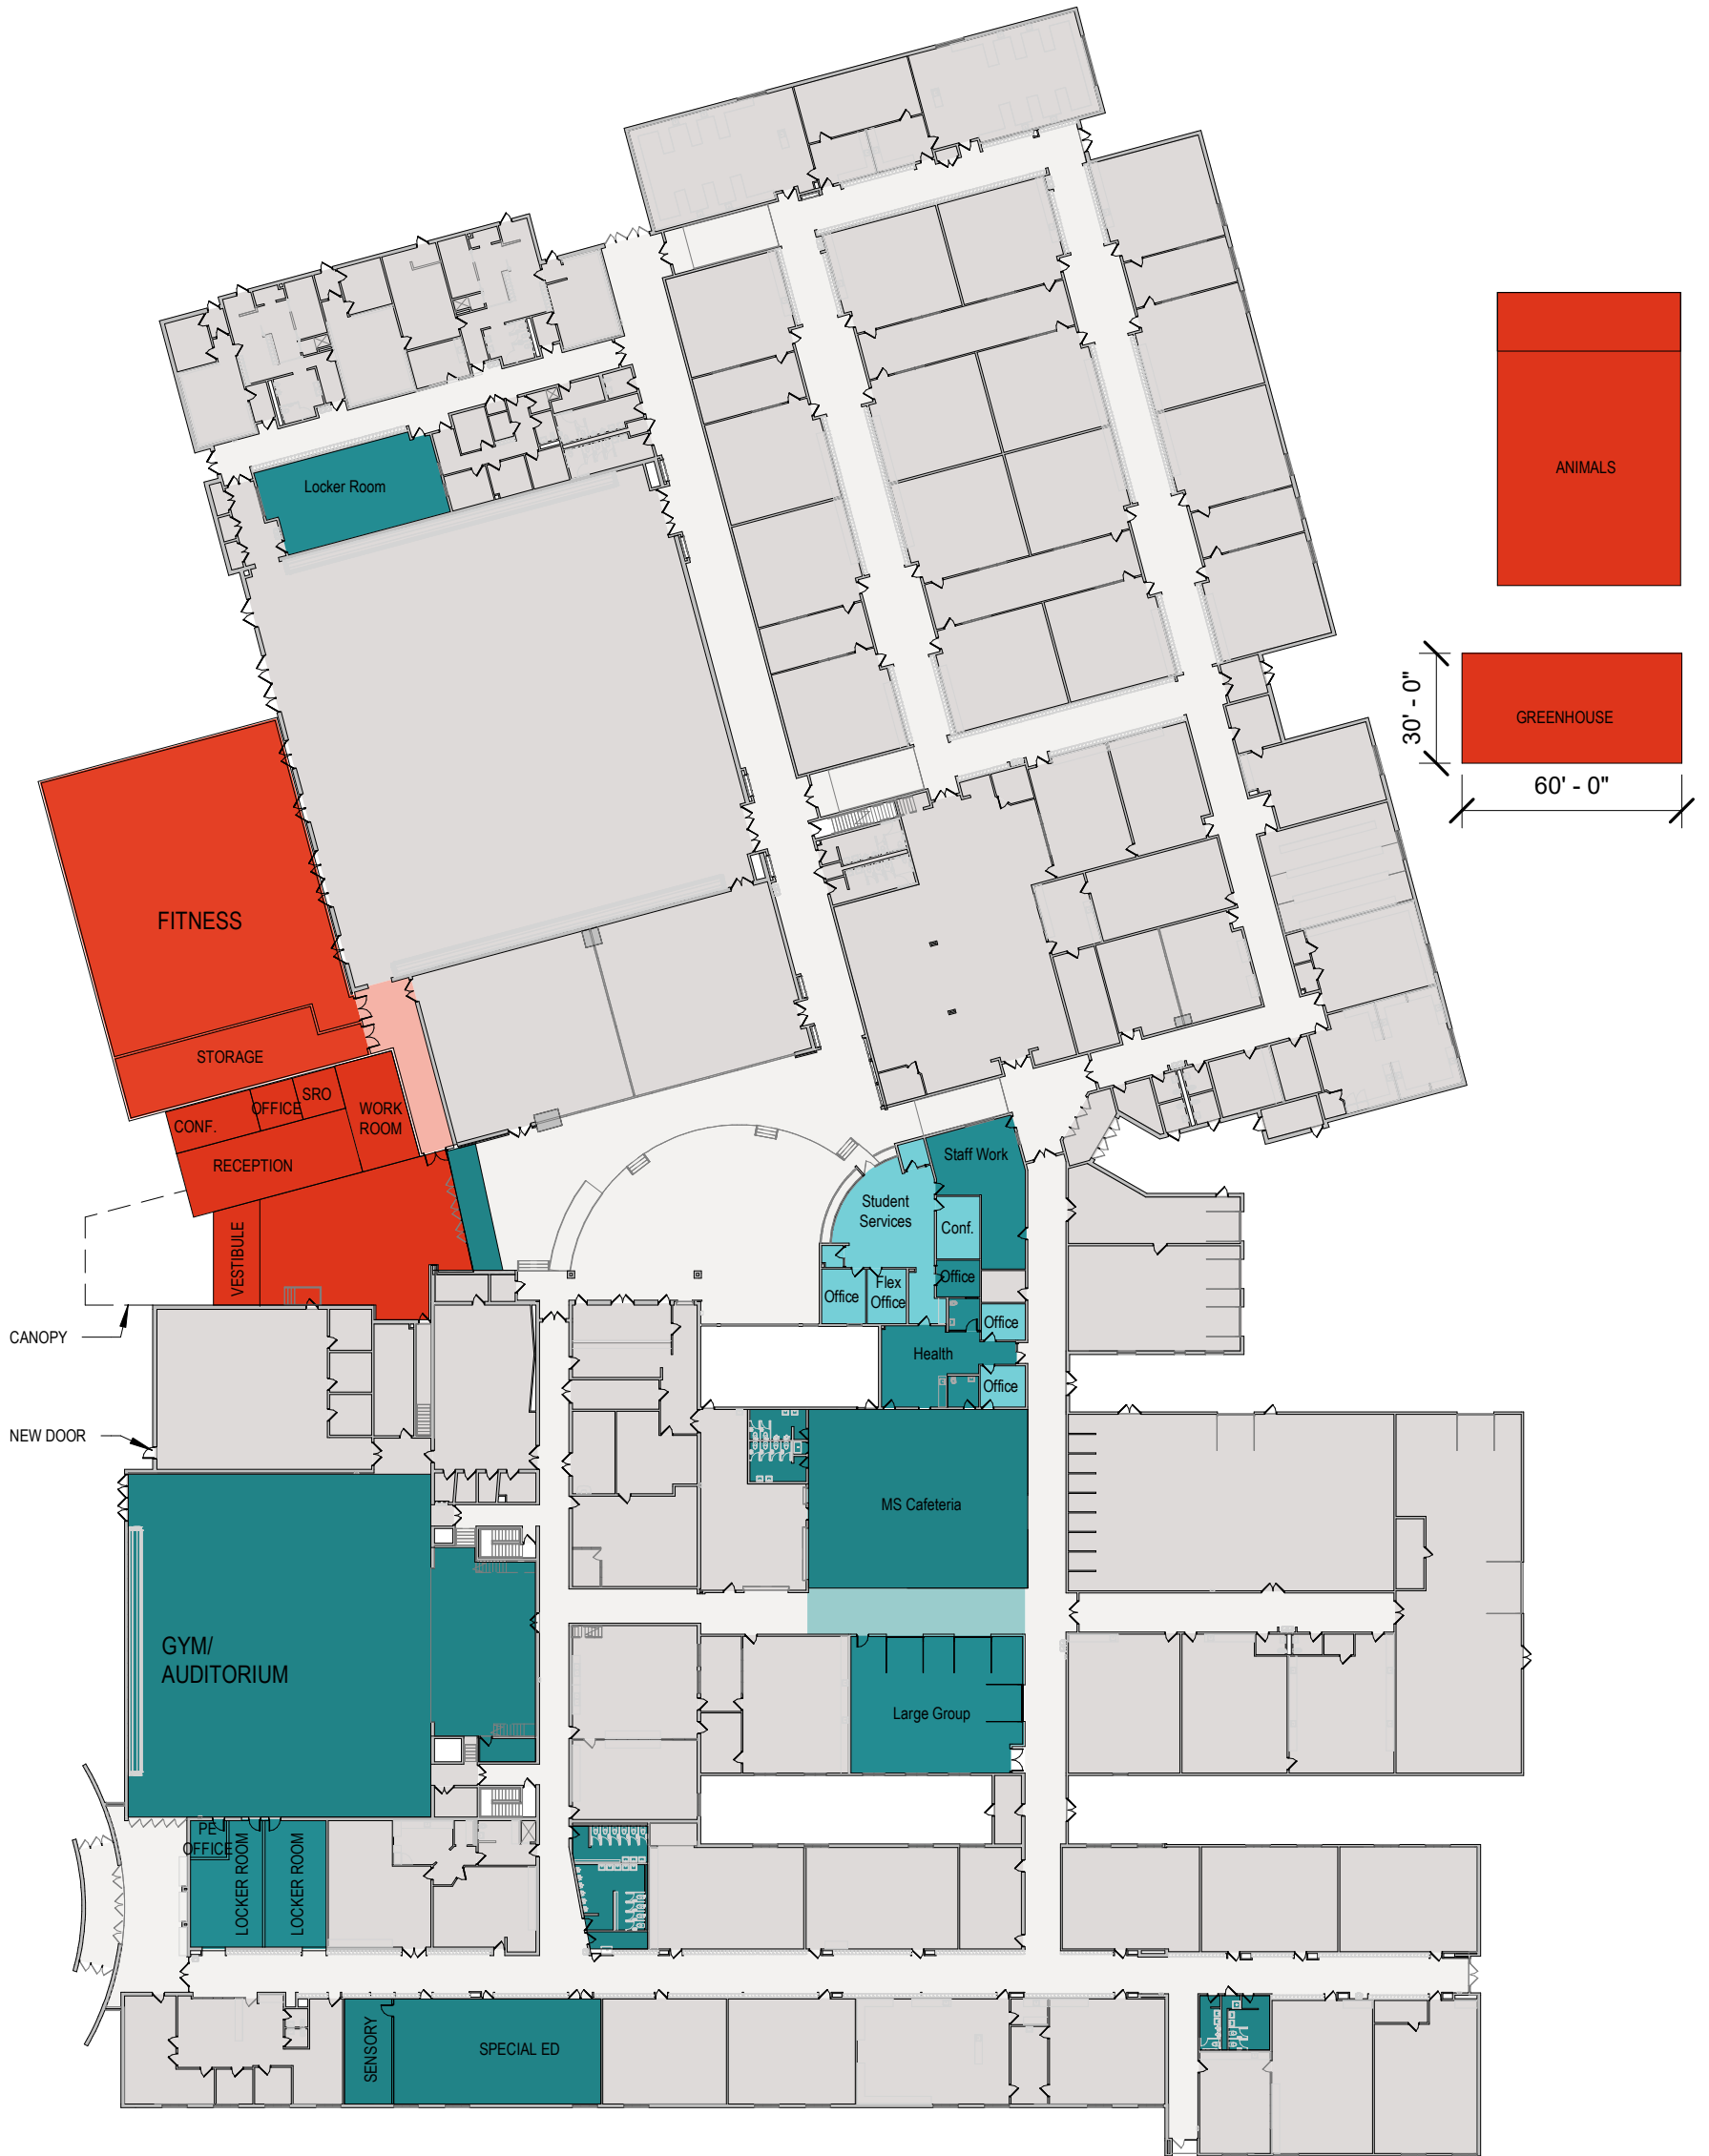 Locker Room
ANIMALS
GREENHOUSE
30' - 0"
60' - 0"
FITNESS
STORAGE
SRO
OFFICE
CONF.
WORK
ROOM
RECEPTION
VESTIBULE
CANOPY
NEW DOOR
Staff Work
Student
Services
Conf.
Office
Flex
Office
Office
Office
Health
Office
MS Cafeteria
GYM/
AUDITORIUM
Large Group
PE
OFFICE
LOCKER ROOM
LOCKER ROOM
SENSORY
SPECIAL ED